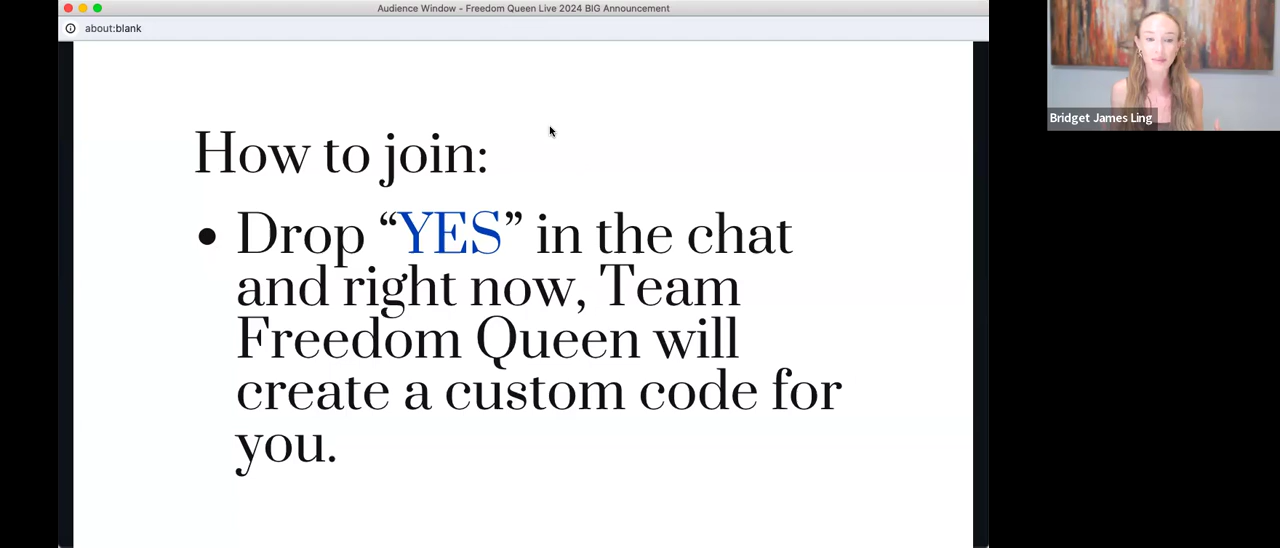 Audience Window - Freedom Queen Live 2024 BIG Announcement
about:blank
How to join:
• Drop “YES” in the chat
and right now, Team
Freedom Queen will
create a custom code for
you.
Bridget James Ling